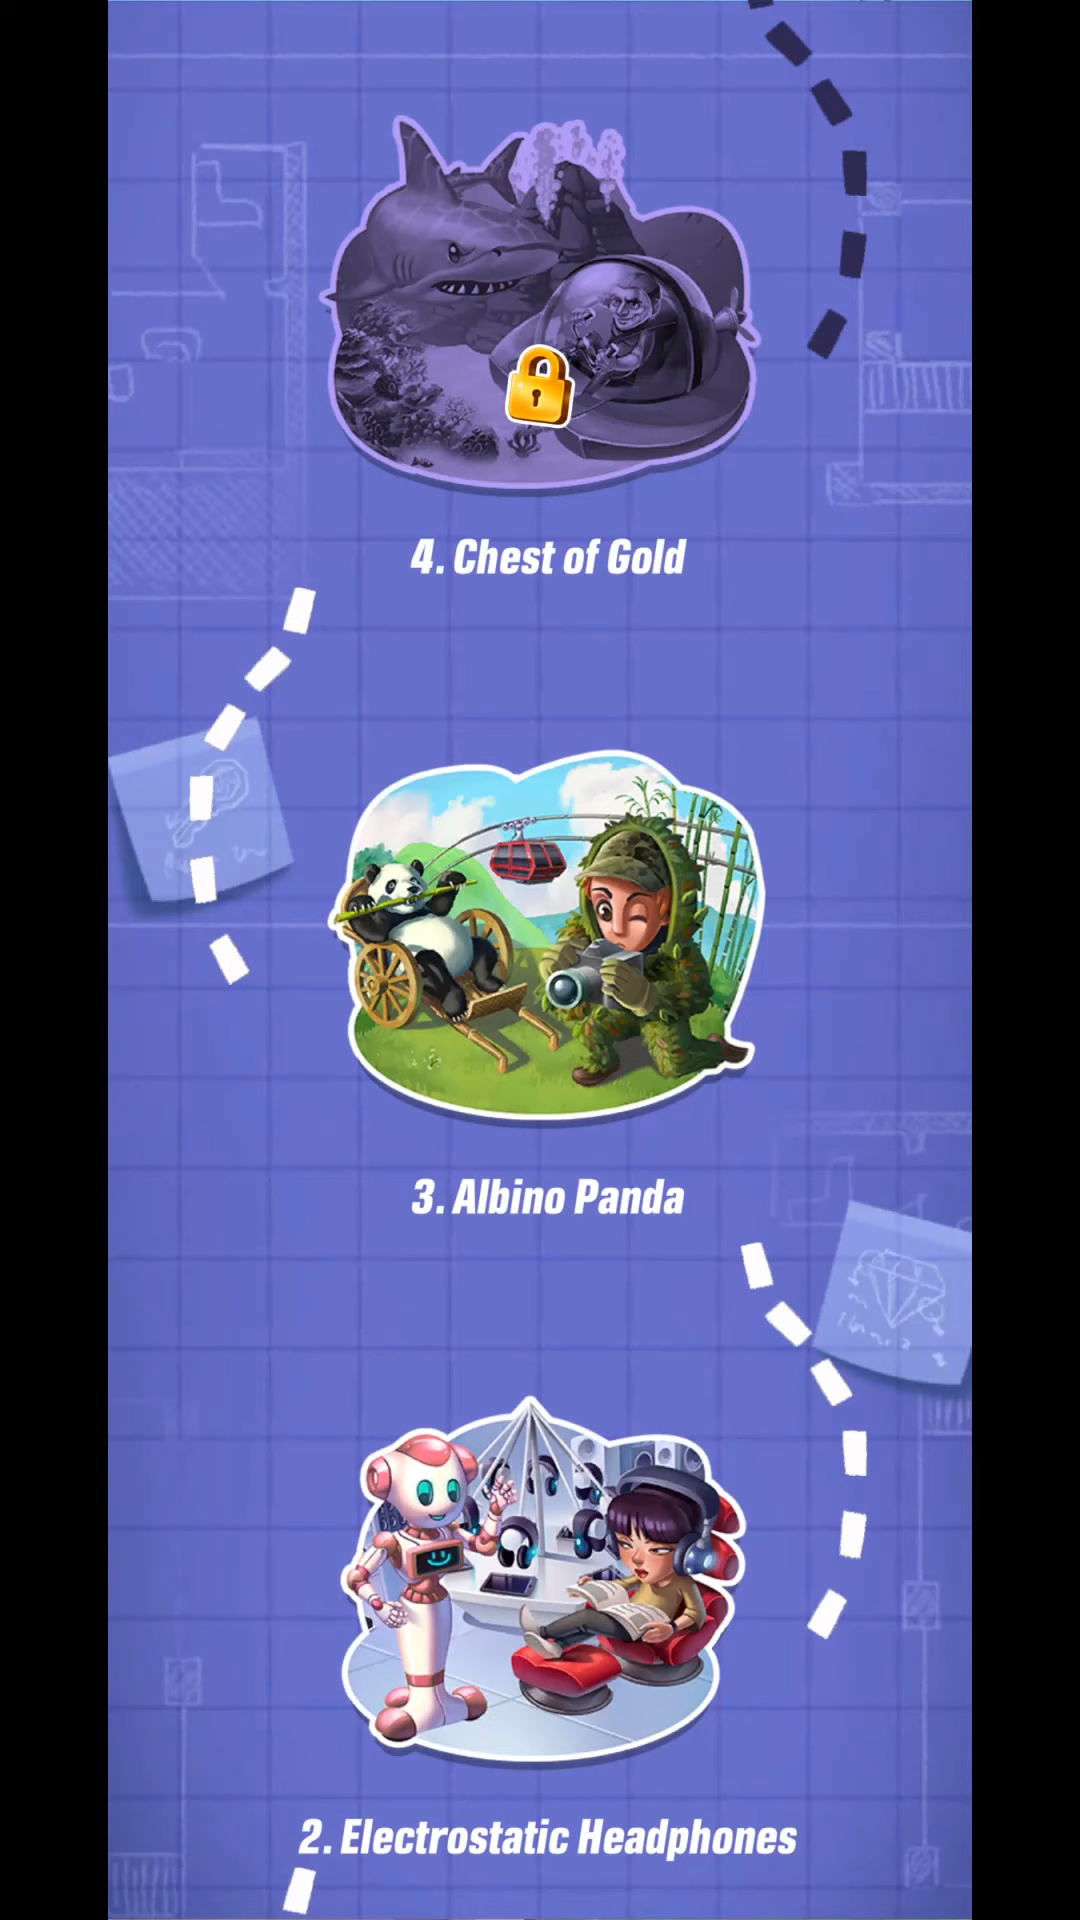 4. Chest of Gold
3. Albino Panda
2. Electrostatic Headphones